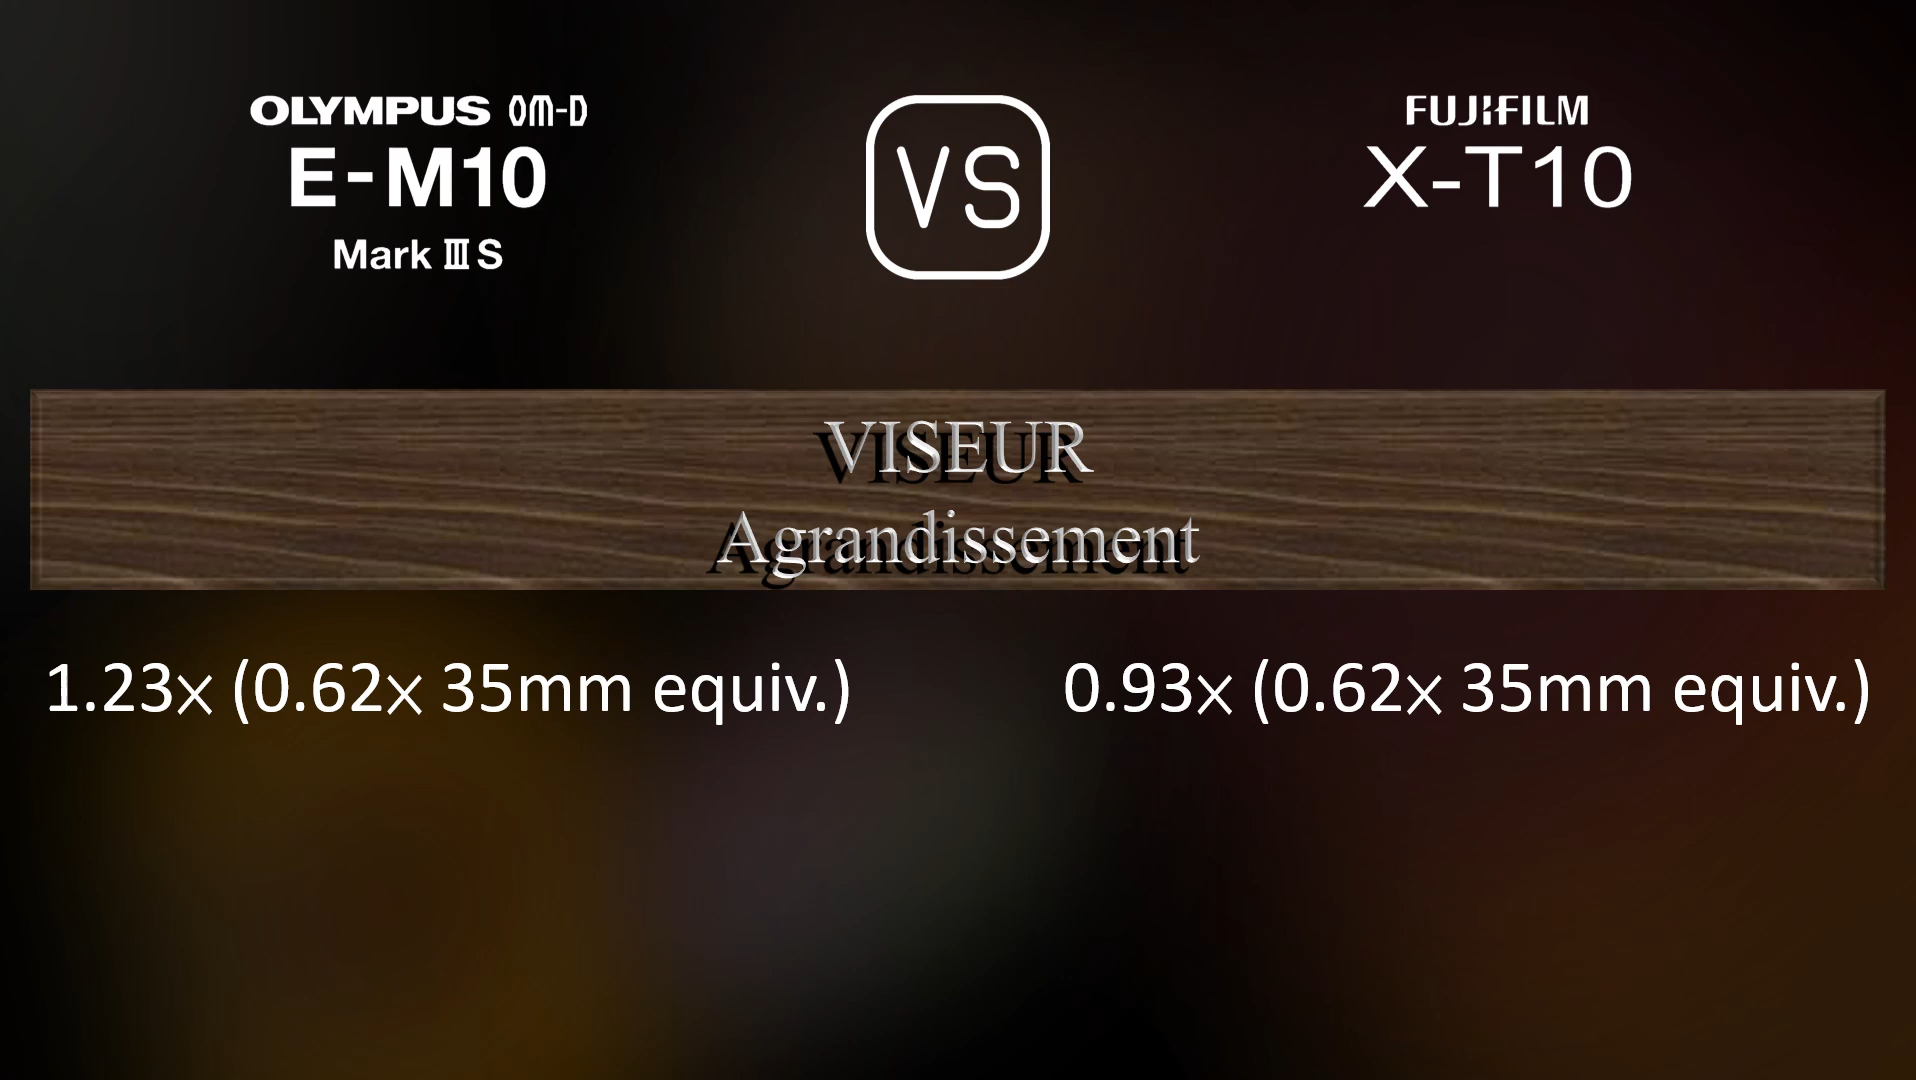 OLYMPUS OM-D
E-M10
Mark III S
VS
FUJIFILM
X-T10
VISEUR
Agrandissement
1.23x (0.62x 35mm equiv.)
0.93x (0.62x 35mm equiv.)